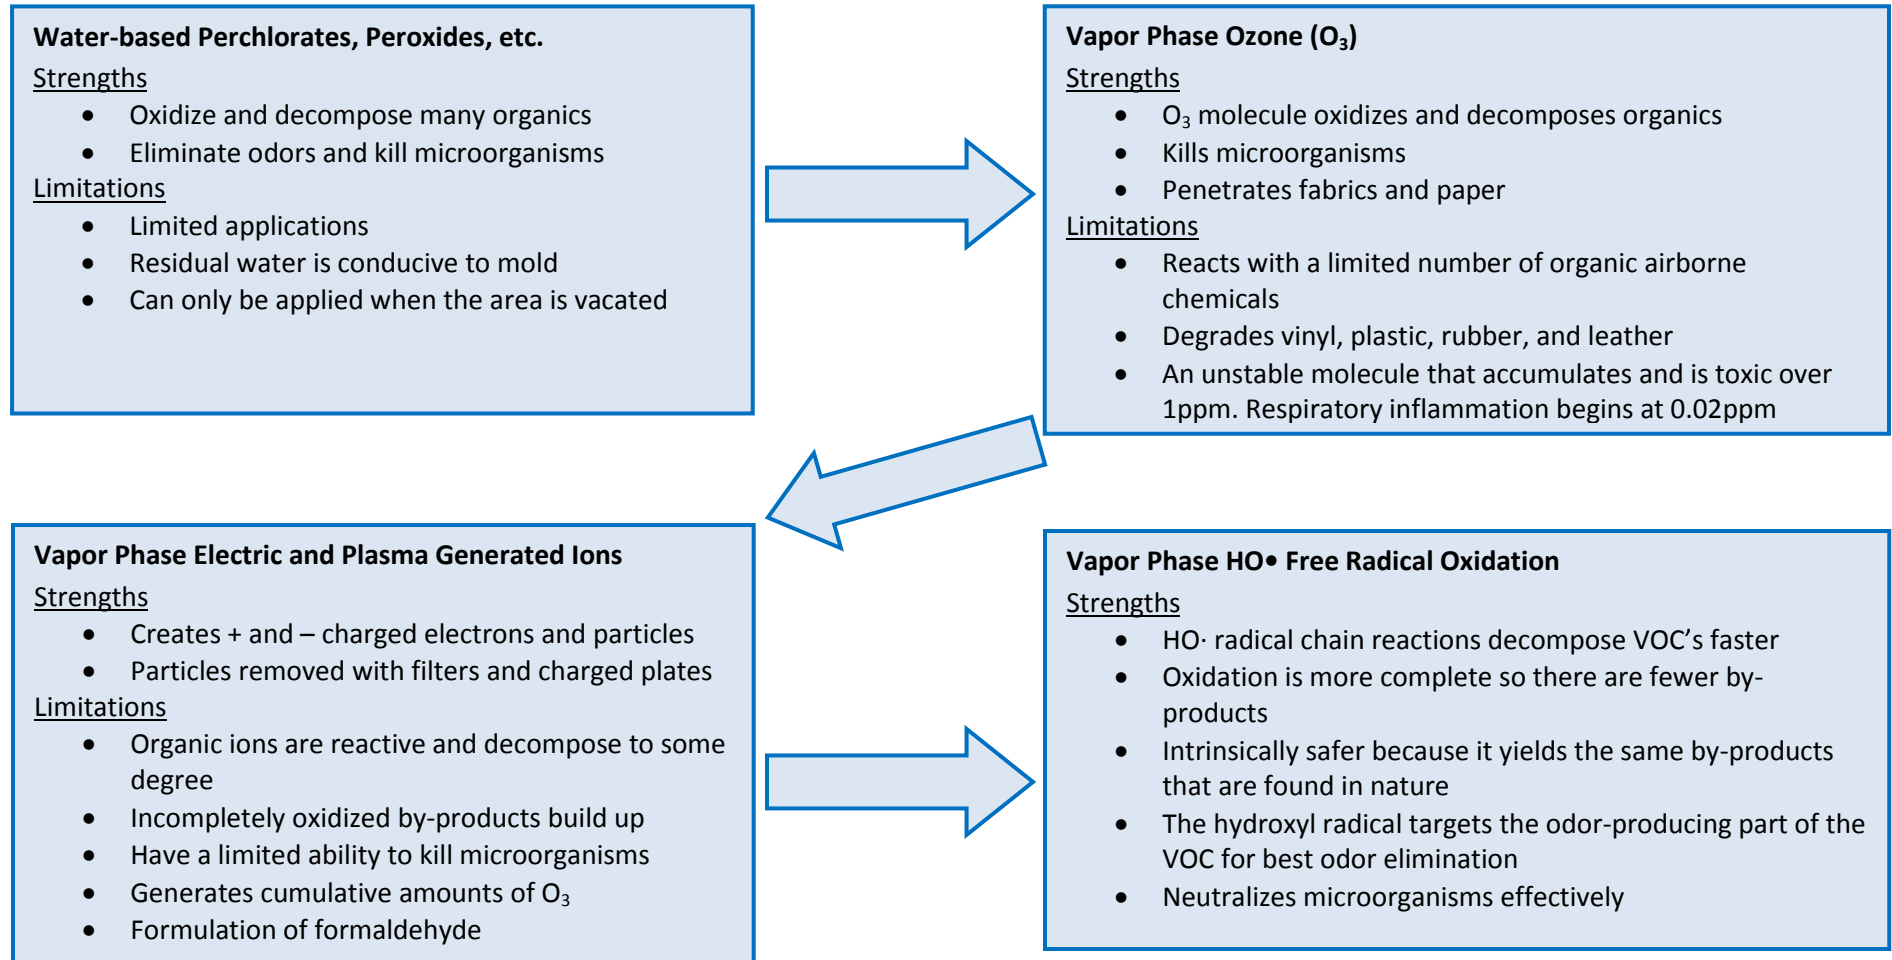 Water-based Perchlorates, Peroxides, etc.
Strengths
• Oxidize and decompose many organics
• Eliminate odors and kill microorganisms
Limitations
• Limited applications
• Residual water is conducive to mold
• Can only be applied when the area is vacated
Vapor Phase Ozone (O₃)
Strengths
• O₃ molecule oxidizes and decomposes organics
• Kills microorganisms
• Penetrates fabrics and paper
Limitations
• Reacts with a limited number of organic airborne
chemicals
• Degrades vinyl, plastic, rubber, and leather
• An unstable molecule that accumulates and is toxic over
1ppm. Respiratory inflammation begins at 0.02ppm
Vapor Phase Electric and Plasma Generated Ions
Strengths
• Creates + and – charged electrons and particles
• Particles removed with filters and charged plates
Limitations
• Organic ions are reactive and decompose to some
degree
• Incompletely oxidized by-products build up
• Have a limited ability to kill microorganisms
• Generates cumulative amounts of O₃
• Formulation of formaldehyde
Vapor Phase HO• Free Radical Oxidation
Strengths
• HO· radical chain reactions decompose VOC’s faster
• Oxidation is more complete so there are fewer by-
products
• Intrinsically safer because it yields the same by-products
that are found in nature
• The hydroxyl radical targets the odor-producing part of the
VOC for best odor elimination
• Neutralizes microorganisms effectively